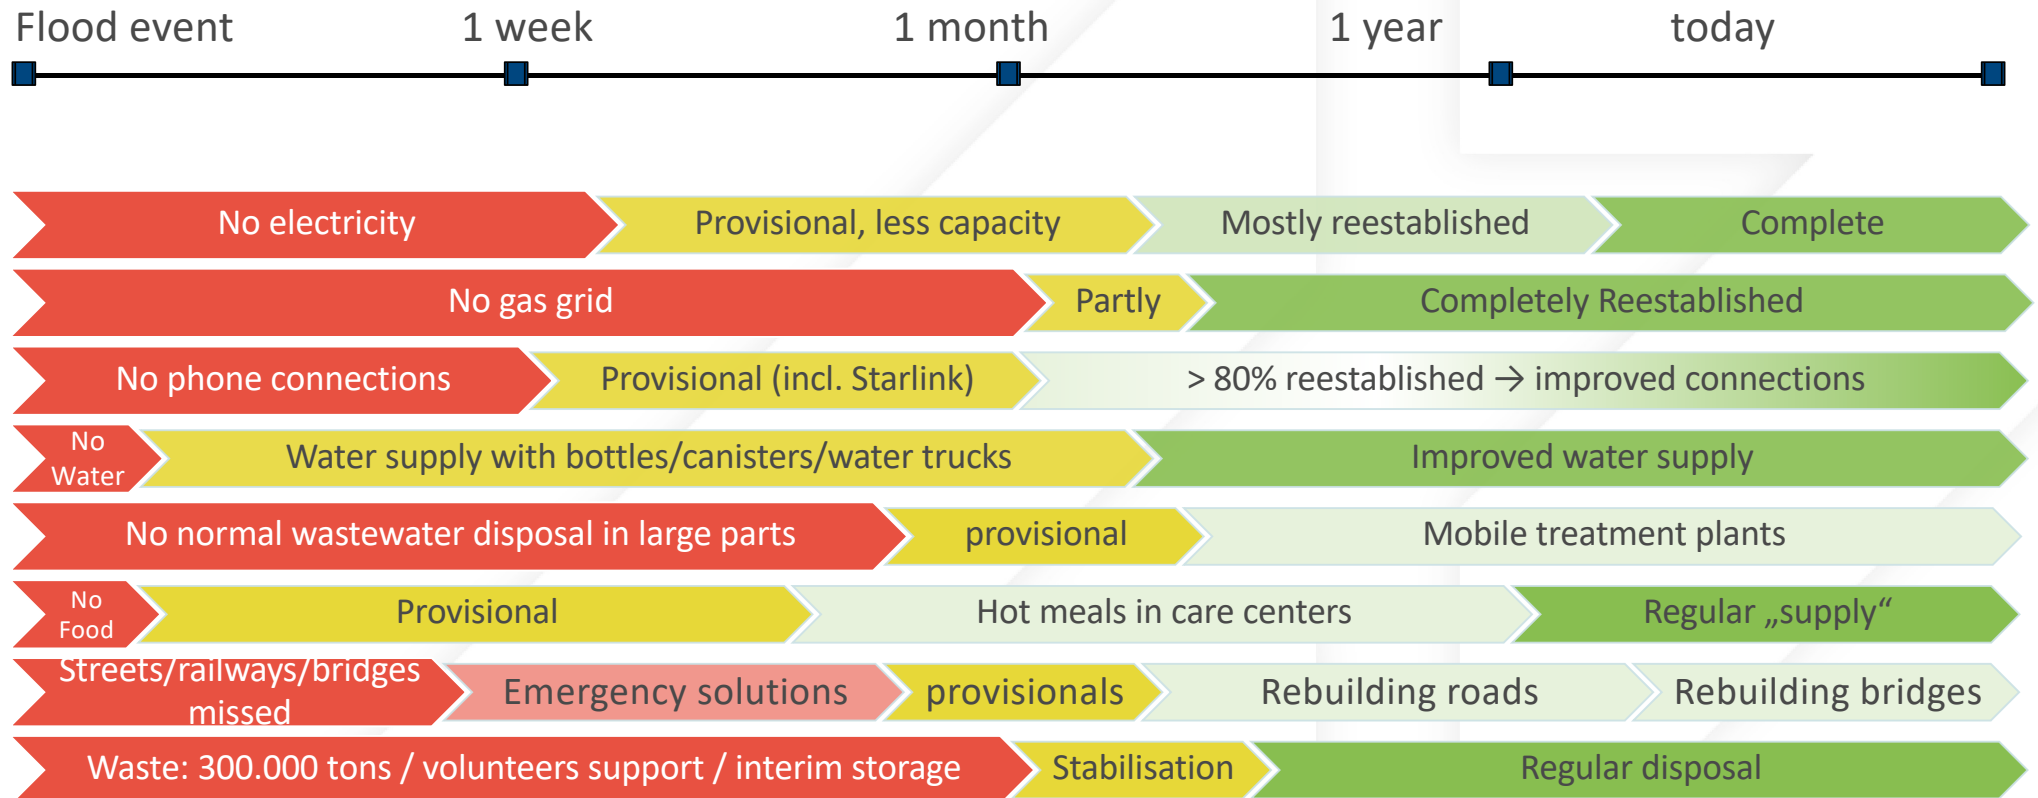 Flood event 1 week 1 month 1 year today
No electricity Provisional, less capacity Mostly reestablished Complete
No gas grid Partly Completely Reestablished
No phone connections Provisional (incl. Starlink) > 80% reestablished → improved connections
No
Water
Water supply with bottles/canisters/water trucks Improved water supply
No normal wastewater disposal in large parts provisional Mobile treatment plants
No
Food
Provisional Hot meals in care centers Regular „supply“
Streets/railways/bridges
missed
Emergency solutions provisionals Rebuilding roads Rebuilding bridges
Waste: 300.000 tons / volunteers support / interim storage Stabilisation Regular disposal